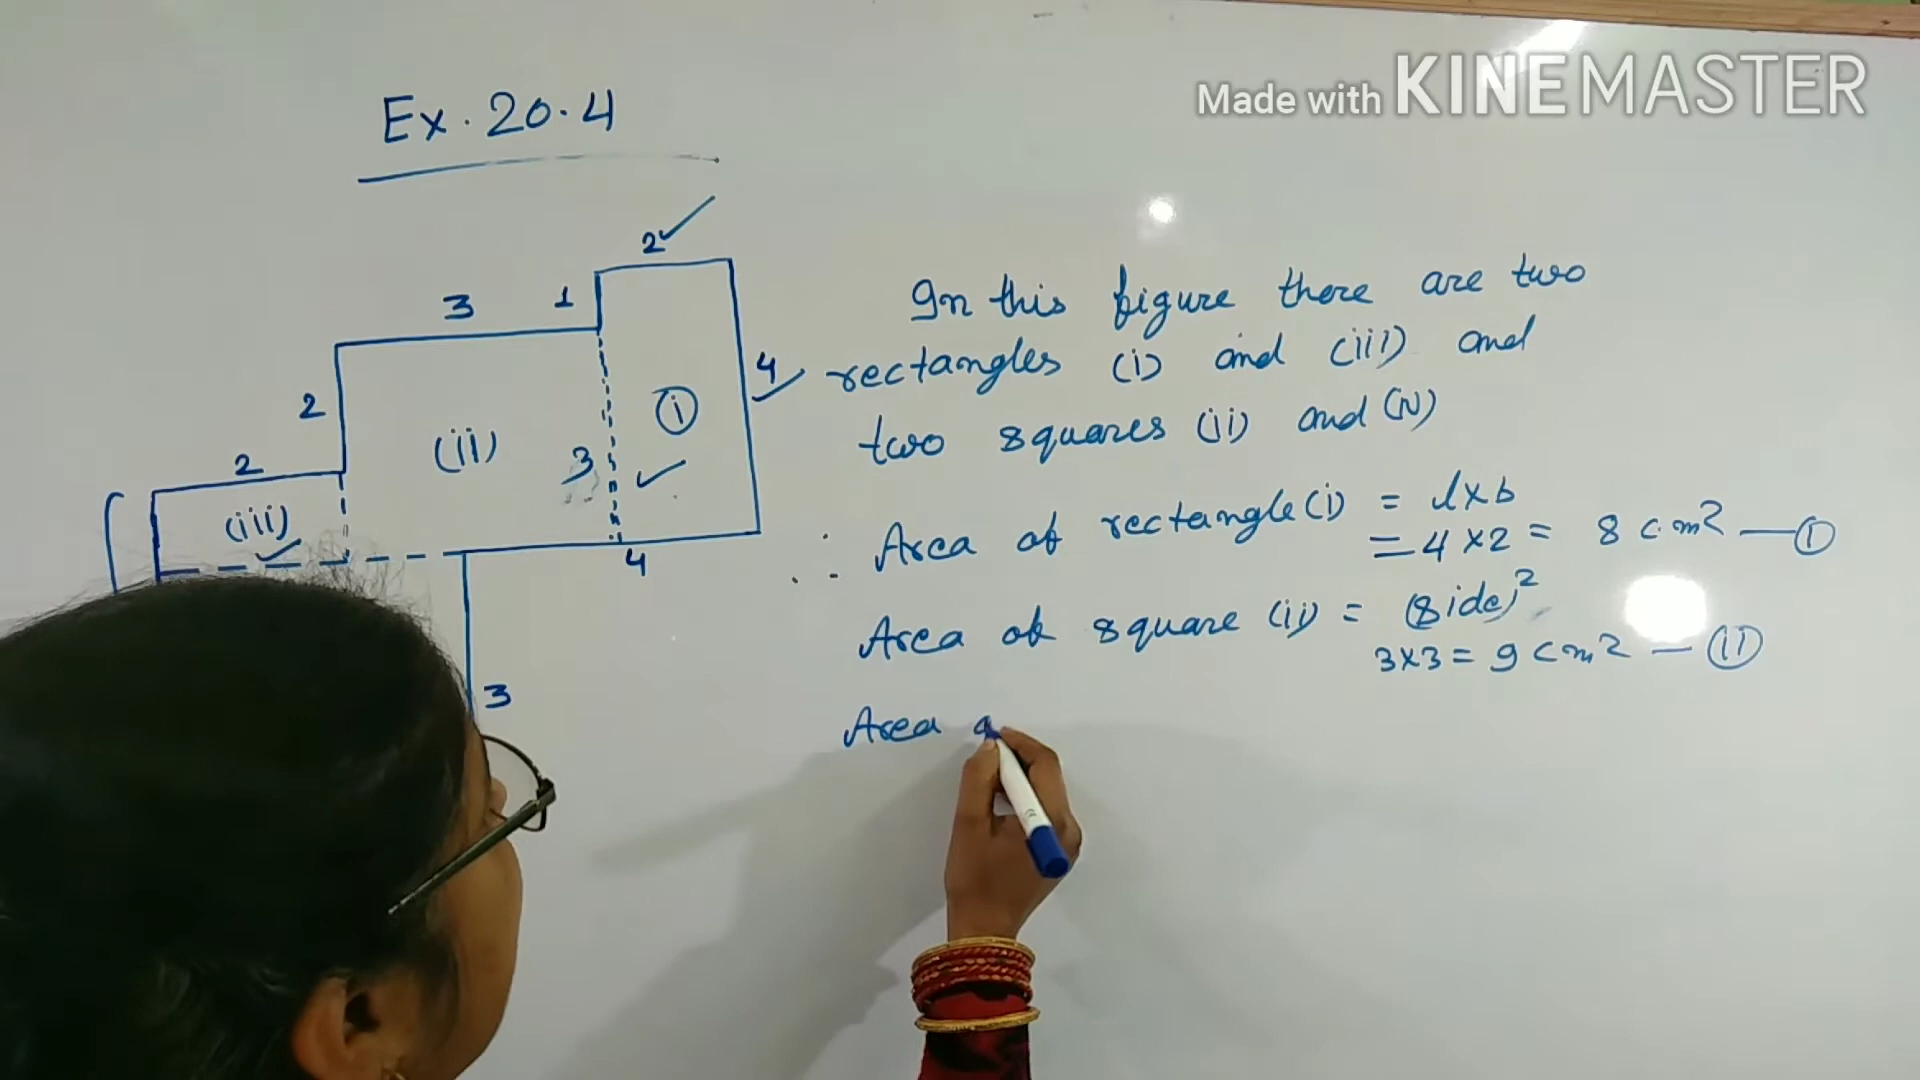 Made with KINEMASTER
Ex. 20.4
2
3
1
4
2
(i)
(ii)
3
2
(iii)
4
3
In this figure there are two
rectangles (i) and (iii) and
two squares (ii) and (iv)
∴ Area of rectangle (i) = l×b
= 4×2 = 8 cm² — (I)
Area of square (ii) = (side)²
3×3 = 9 cm² — (II)
Area